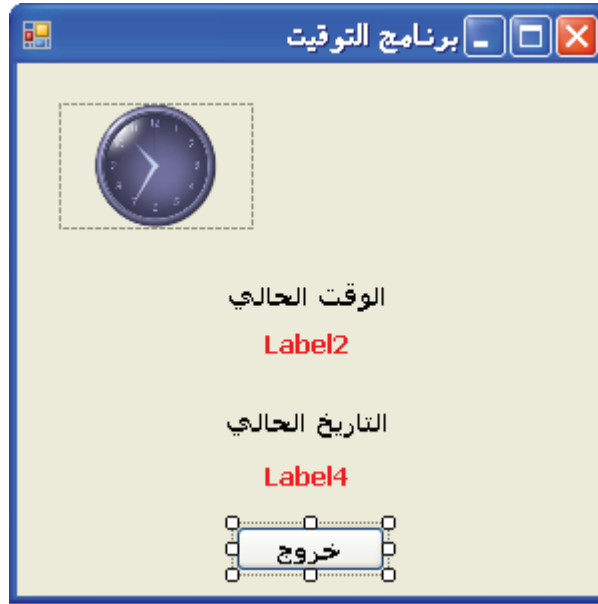 برنامج التوقيت
الوقت الحالي
Label2
التاريخ الحالي
Label4
خروج